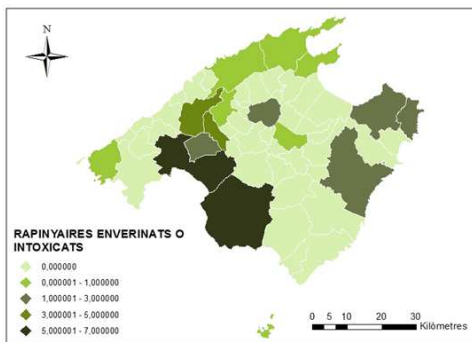 N
RAPINYAIRES ENVERINATS O
INTOXICATS
0,000000
0,000001 - 1,000000
1,000001 - 3,000000
3,000001 - 5,000000
5,000001 - 7,000000
0 5 10 20 30
Kilòmetres